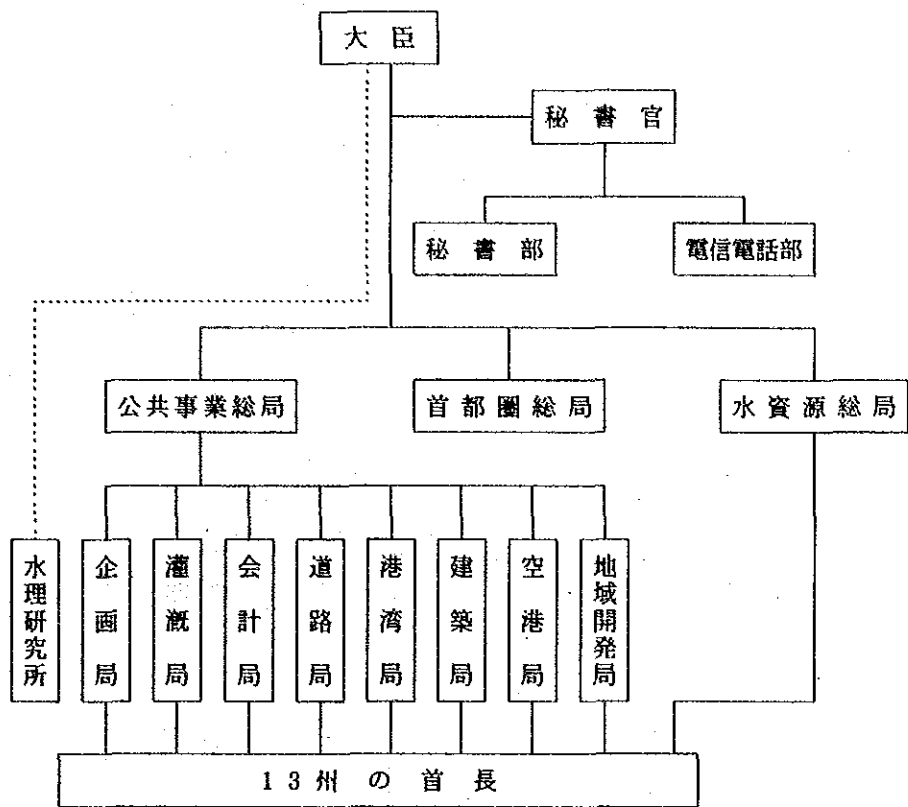 大臣
秘書官
秘書部
電信電話部
公共事業総局
首都圏総局
水資源総局
水理研究所
企画局
灌漑局
会計局
道路局
港湾局
建築局
空港局
地域開発局
13州の首長